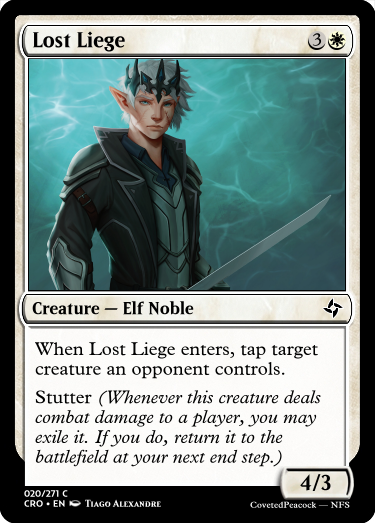 Lost Liege 3
Creature — Elf Noble
When Lost Liege enters, tap target
creature an opponent controls.
Stutter (Whenever this creature deals
combat damage to a player, you may
exile it. If you do, return it to the
battlefield at your next end step.)
4/3
020/271 C
CRO • EN Tiago Alexandre
CovetedPeacock — NFS